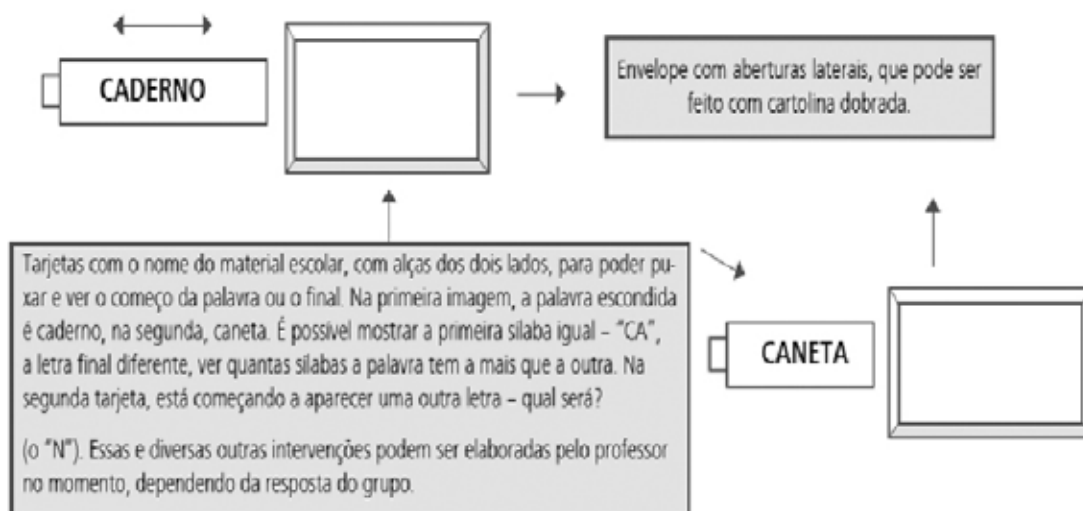 CADERNO
Envelope com aberturas laterais, que pode ser
feito com cartolina dobrada.
Tarjetas com o nome do material escolar, com alças dos dois lados, para poder pu-
xar e ver o começo da palavra ou o final. Na primeira imagem, a palavra escondida
é caderno, na segunda, caneta. É possível mostrar a primeira sílaba igual – “CA”,
a letra final diferente, ver quantas sílabas a palavra tem a mais que a outra. Na
segunda tarjeta, está começando a aparecer uma outra letra – qual será?
(o “N”). Essas e diversas outras intervenções podem ser elaboradas pelo professor
no momento, dependendo da resposta do grupo.
CANETA